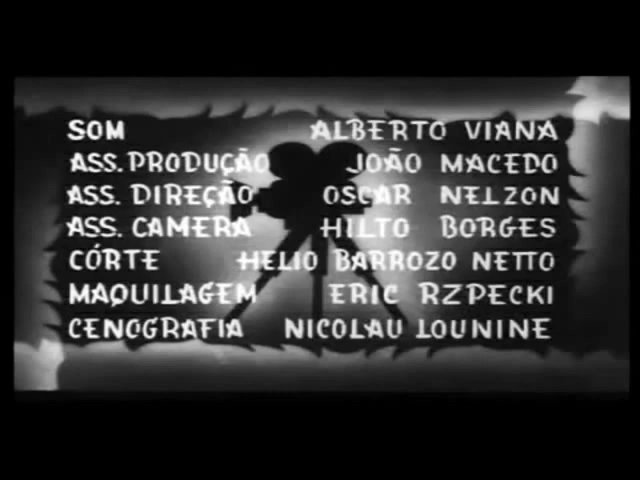 SOM ALBERTO VIANA
ASS. PRODUÇÃO JOÃO MACEDO
ASS. DIREÇÃO OSCAR NELZON
ASS. CAMERA HILTO BORGES
CÓRTE HELIO BARROZO NETTO
MAQUILAGEM ERIC RZPECKI
CENOGRAFIA NICOLAU LOUNINE